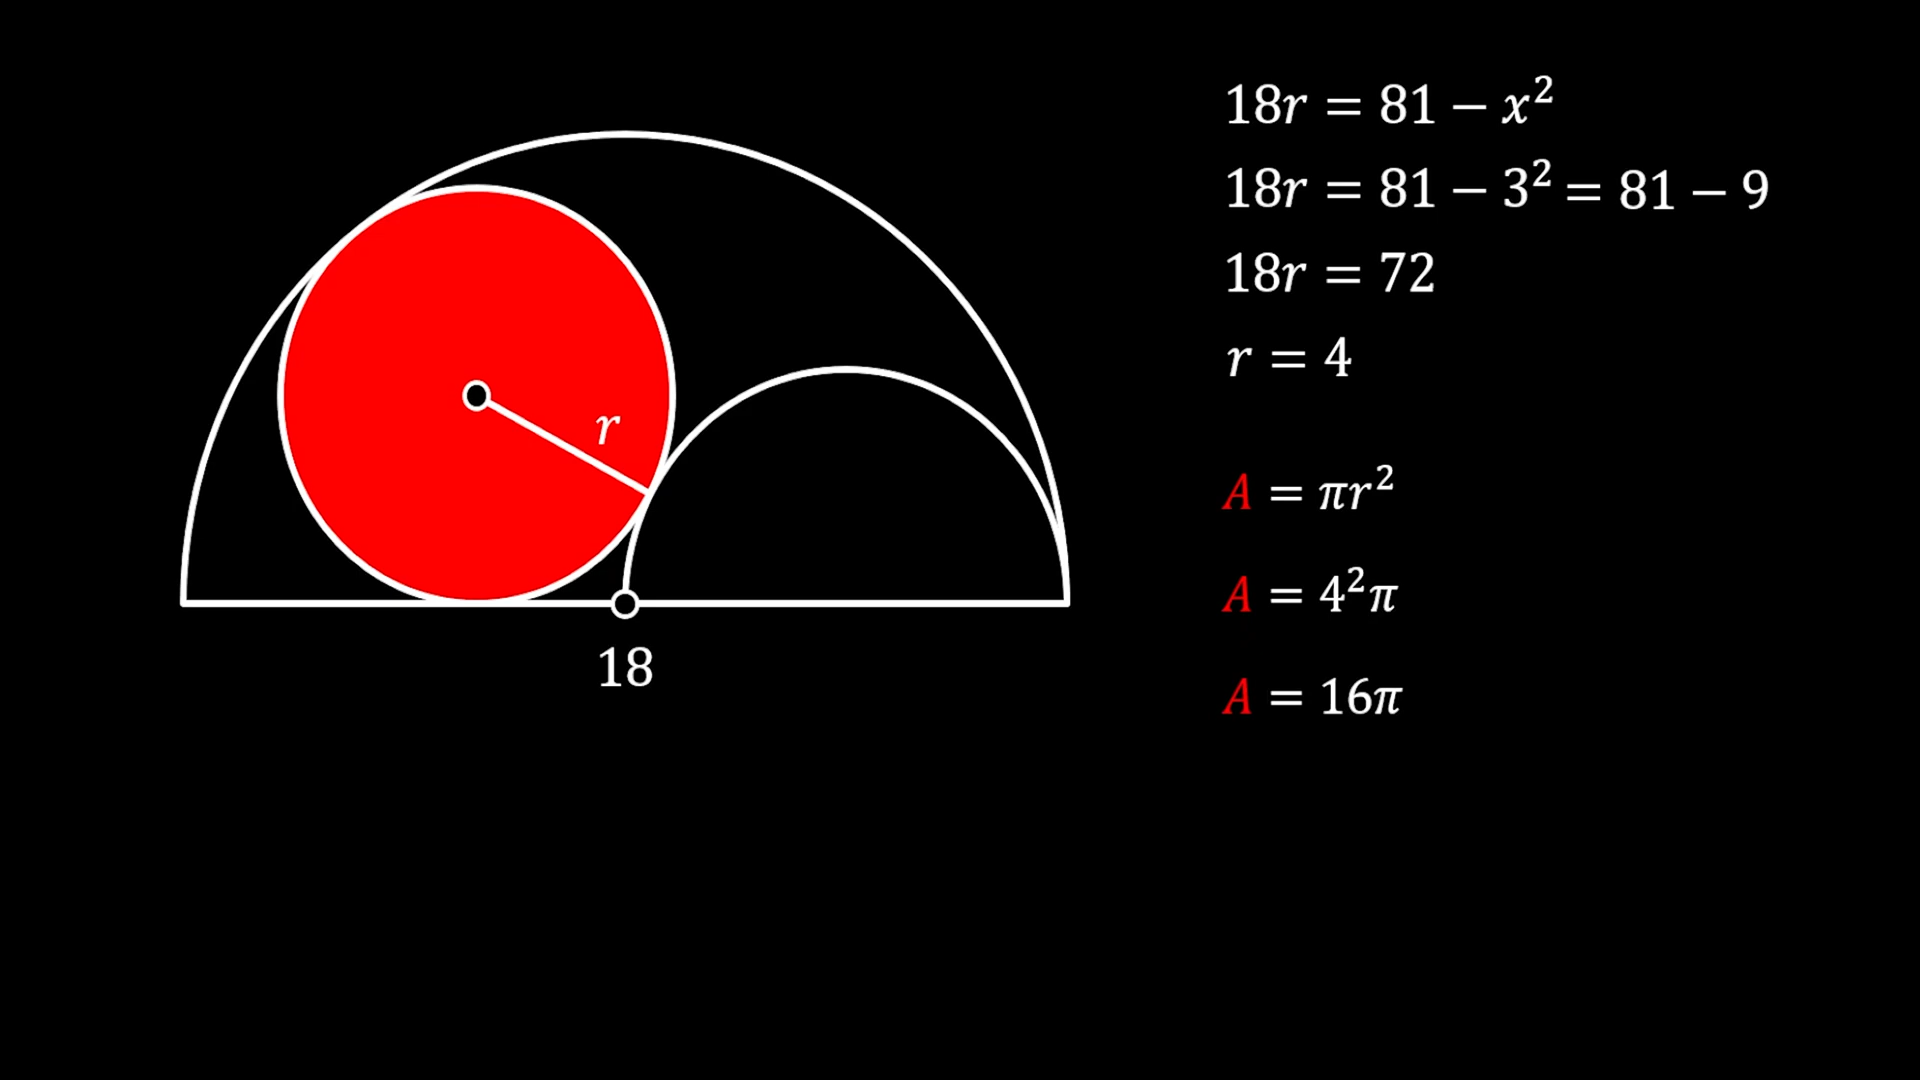 18r = 81 − x²
18r = 81 − 3² = 81 − 9
18r = 72
r = 4
r
A = πr²
A = 4²π
18
A = 16π